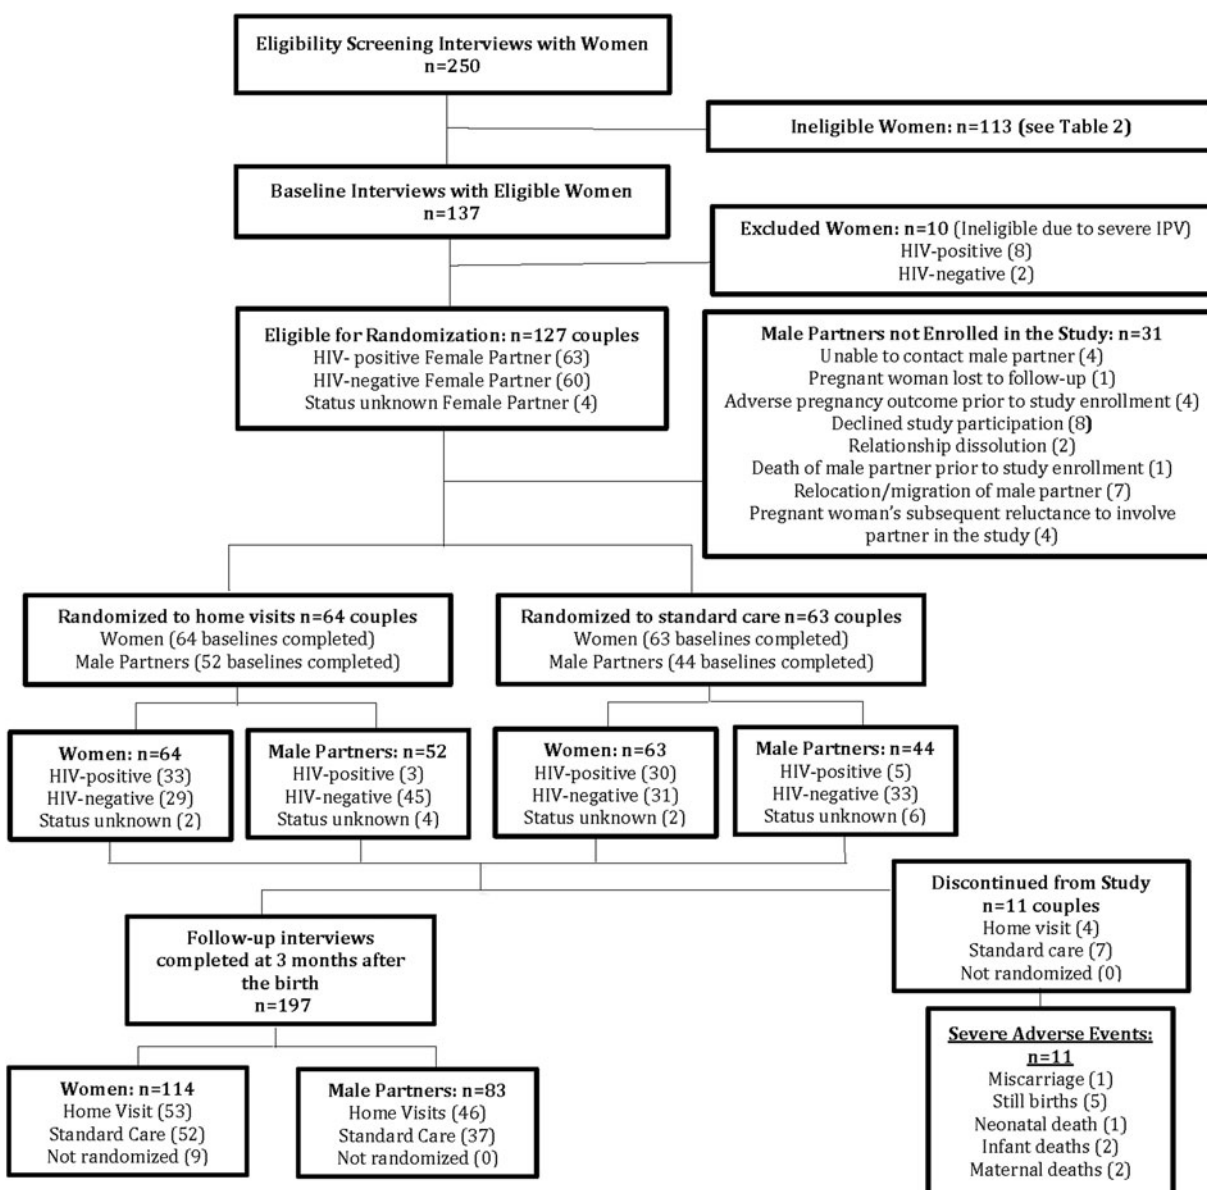 Eligibility Screening Interviews with Women
n=250
Ineligible Women: n=113 (see Table 2)
Baseline Interviews with Eligible Women
n=137
Excluded Women: n=10 (Ineligible due to severe IPV)
HIV-positive (8)
HIV-negative (2)
Eligible for Randomization: n=127 couples
HIV- positive Female Partner (63)
HIV-negative Female Partner (60)
Status unknown Female Partner (4)
Male Partners not Enrolled in the Study: n=31
Unable to contact male partner (4)
Pregnant woman lost to follow-up (1)
Adverse pregnancy outcome prior to study enrollment (4)
Declined study participation (8)
Relationship dissolution (2)
Death of male partner prior to study enrollment (1)
Relocation/migration of male partner (7)
Pregnant woman's subsequent reluctance to involve
partner in the study (4)
Randomized to home visits n=64 couples
Women (64 baselines completed)
Male Partners (52 baselines completed)
Randomized to standard care n=63 couples
Women (63 baselines completed)
Male Partners (44 baselines completed)
Women: n=64
HIV-positive (33)
HIV-negative (29)
Status unknown (2)
Male Partners: n=52
HIV-positive (3)
HIV-negative (45)
Status unknown (4)
Women: n=63
HIV-positive (30)
HIV-negative (31)
Status unknown (2)
Male Partners: n=44
HIV-positive (5)
HIV-negative (33)
Status unknown (6)
Discontinued from Study
n=11 couples
Home visit (4)
Standard care (7)
Not randomized (0)
Follow-up interviews
completed at 3 months after
the birth
n=197
Severe Adverse Events:
n=11
Miscarriage (1)
Still births (5)
Neonatal death (1)
Infant deaths (2)
Maternal deaths (2)
Women: n=114
Home Visit (53)
Standard Care (52)
Not randomized (9)
Male Partners: n=83
Home Visits (46)
Standard Care (37)
Not randomized (0)